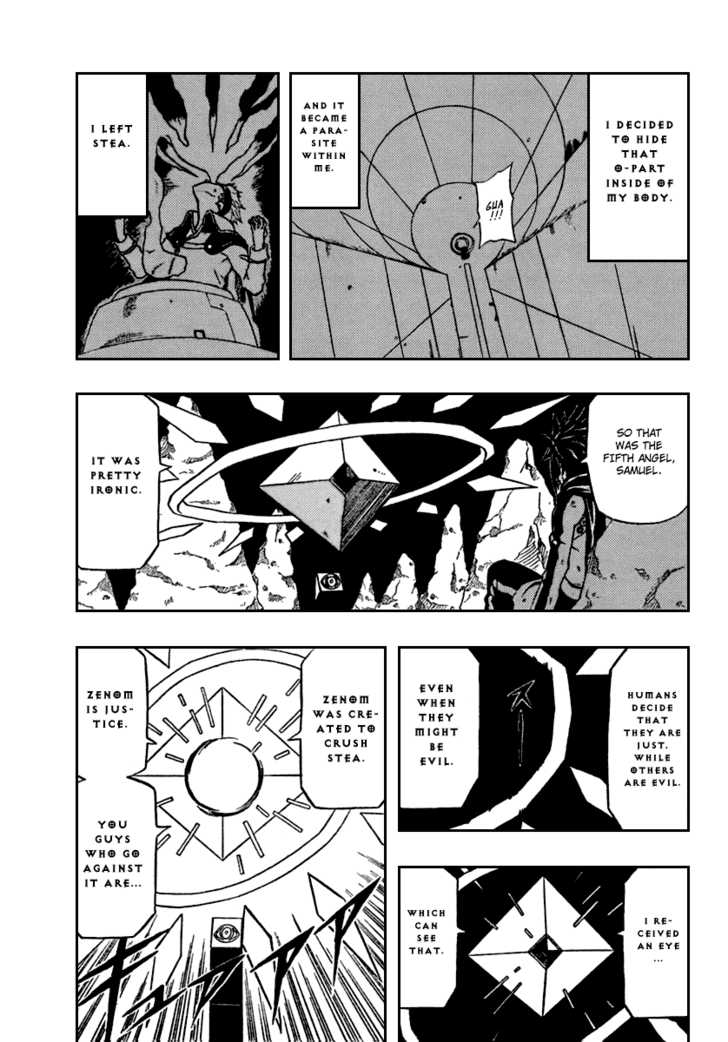 I DECIDED
TO HIDE
THAT
O-PART
INSIDE OF
MY BODY.
GUA
!!!
AND IT
BECAME
A PARA-
SITE
WITHIN
ME.
I LEFT
STEA.
SO THAT
WAS THE
FIFTH ANGEL,
SAMUEL.
IT WAS
PRETTY
IRONIC.
HUMANS
DECIDE
THAT
THEY ARE
JUST.
WHILE
OTHERS
ARE EVIL.
EVEN
WHEN
THEY
MIGHT
BE
EVIL.
I RE-
CEIVED
AN EYE
...
WHICH
CAN
SEE
THAT.
ZENOM
WAS CRE-
ATED TO
CRUSH
STEA.
ZENOM
IS JUS-
TICE.
YOU
GUYS
WHO GO
AGAINST
IT ARE...